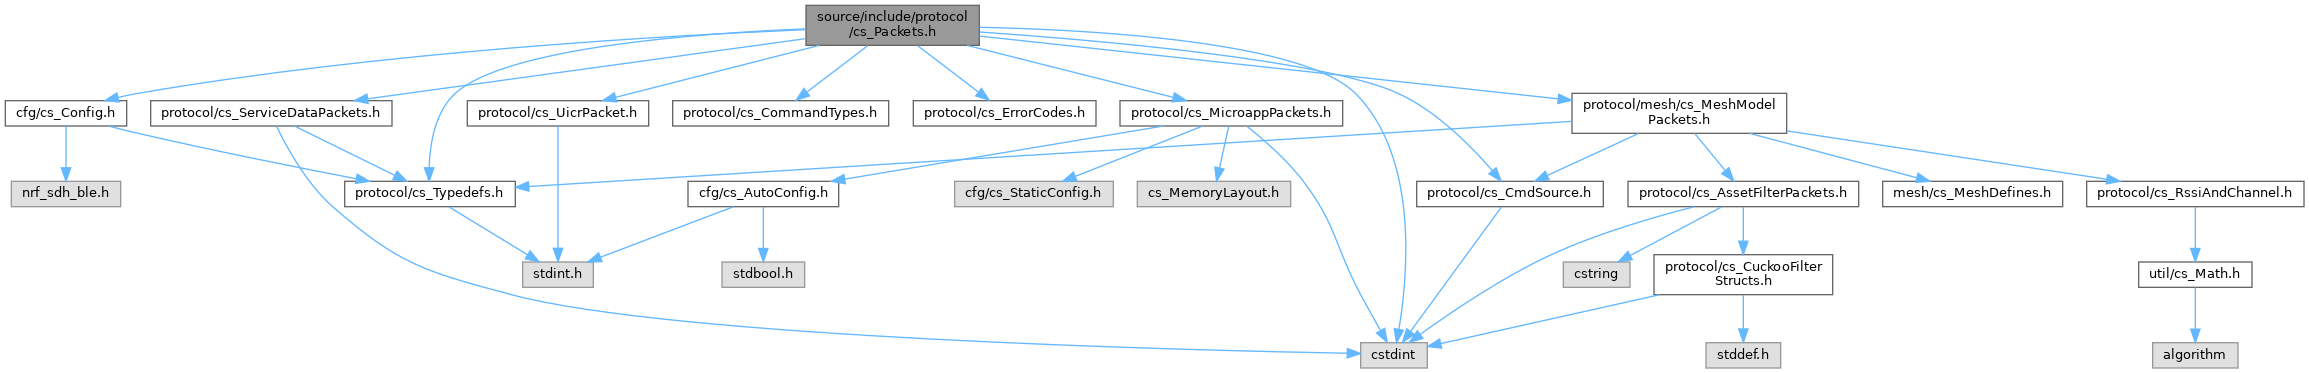 source/include/protocol
/cs_Packets.h
cfg/cs_Config.h
protocol/cs_ServiceDataPackets.h
protocol/cs_UicrPacket.h
protocol/cs_CommandTypes.h
protocol/cs_ErrorCodes.h
protocol/cs_MicroappPackets.h
protocol/mesh/cs_MeshModel
Packets.h
nrf_sdh_ble.h
protocol/cs_Typedefs.h
cfg/cs_AutoConfig.h
cfg/cs_StaticConfig.h
cs_MemoryLayout.h
protocol/cs_CmdSource.h
protocol/cs_AssetFilterPackets.h
mesh/cs_MeshDefines.h
protocol/cs_RssiAndChannel.h
stdint.h
stdbool.h
cstring
protocol/cs_CuckooFilter
Structs.h
util/cs_Math.h
cstdint
stddef.h
algorithm